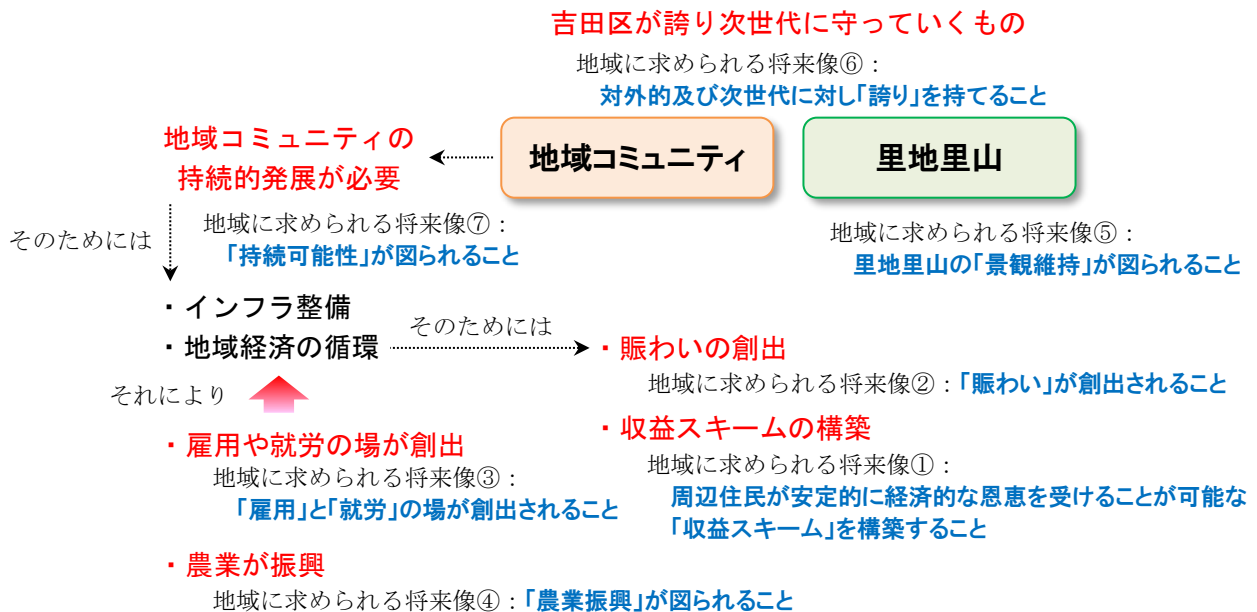 吉田区が誇り次世代に守っていくもの
地域に求められる将来像⑥：
対外的及び次世代に対し「誇り」を持てること
地域コミュニティの
持続的発展が必要
地域コミュニティ
里地里山
そのためには
地域に求められる将来像⑦：
「持続可能性」が図られること
地域に求められる将来像⑤：
里地里山の「景観維持」が図られること
・インフラ整備
・地域経済の循環
そのためには
・賑わいの創出
地域に求められる将来像②：「賑わい」が創出されること
それにより
・収益スキームの構築
地域に求められる将来像①：
周辺住民が安定的に経済的な恩恵を受けることが可能な
「収益スキーム」を構築すること
・雇用や就労の場が創出
地域に求められる将来像③：
「雇用」と「就労」の場が創出されること
・農業が振興
地域に求められる将来像④：「農業振興」が図られること